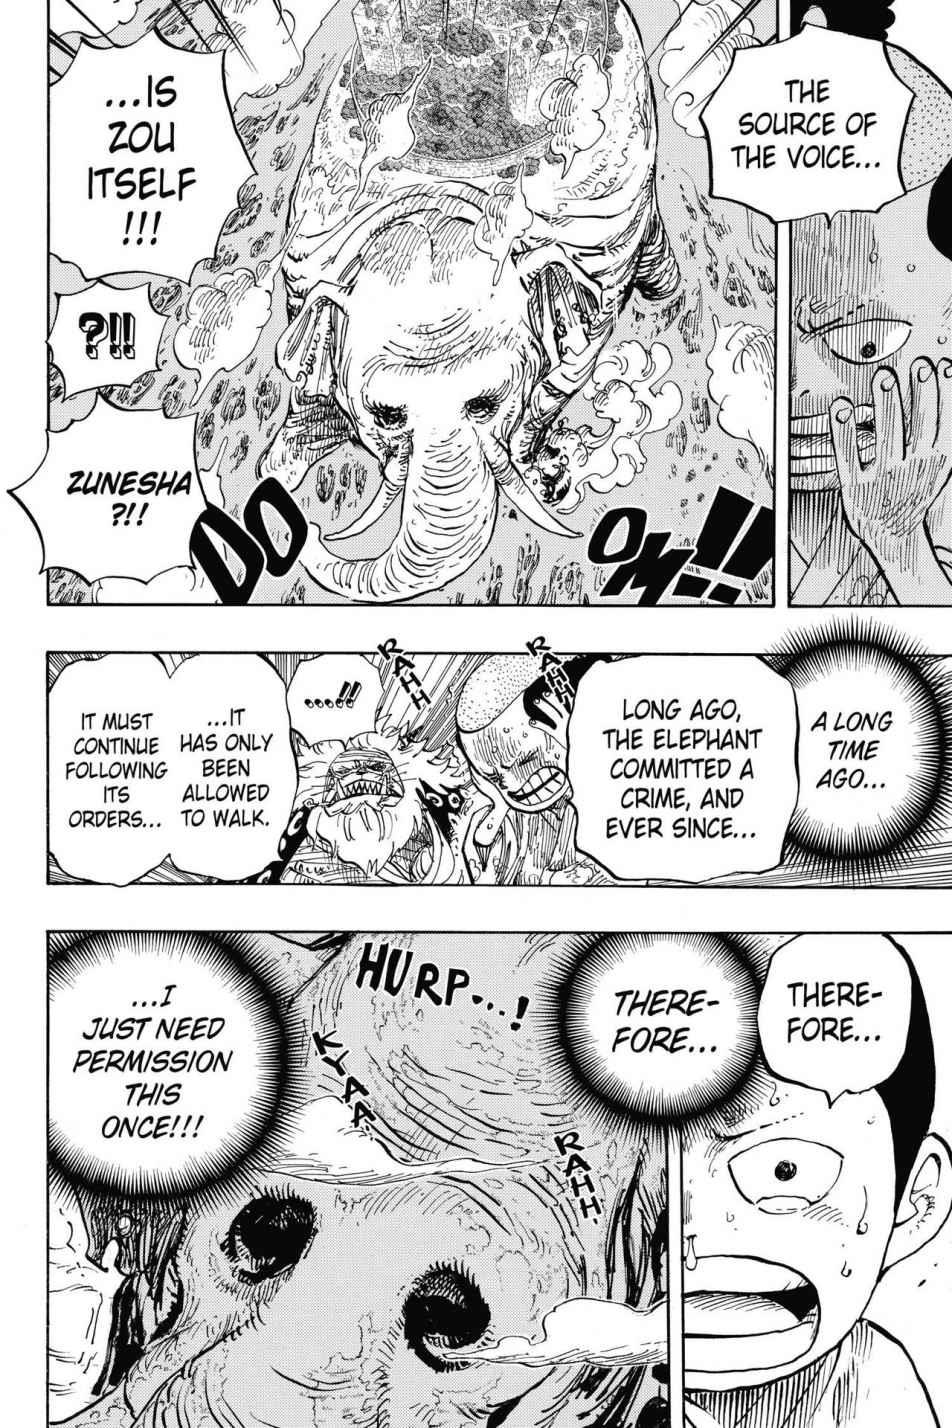 THE
SOURCE OF
THE VOICE...
...IS
ZOU
ITSELF
!!!
?!!
ZUNESHA
?!!
DO
OM!!
A LONG
TIME
AGO...
LONG AGO,
THE ELEPHANT
COMMITTED A
CRIME, AND
EVER SINCE...
RAHH
RAHH
....!!
...IT
HAS ONLY
BEEN
ALLOWED
TO WALK.
IT MUST
CONTINUE
FOLLOWING
ITS
ORDERS...
THERE-
FORE...
THERE-
FORE...
HURP...!
KYAA
RAHH
...I
JUST NEED
PERMISSION
THIS
ONCE!!!